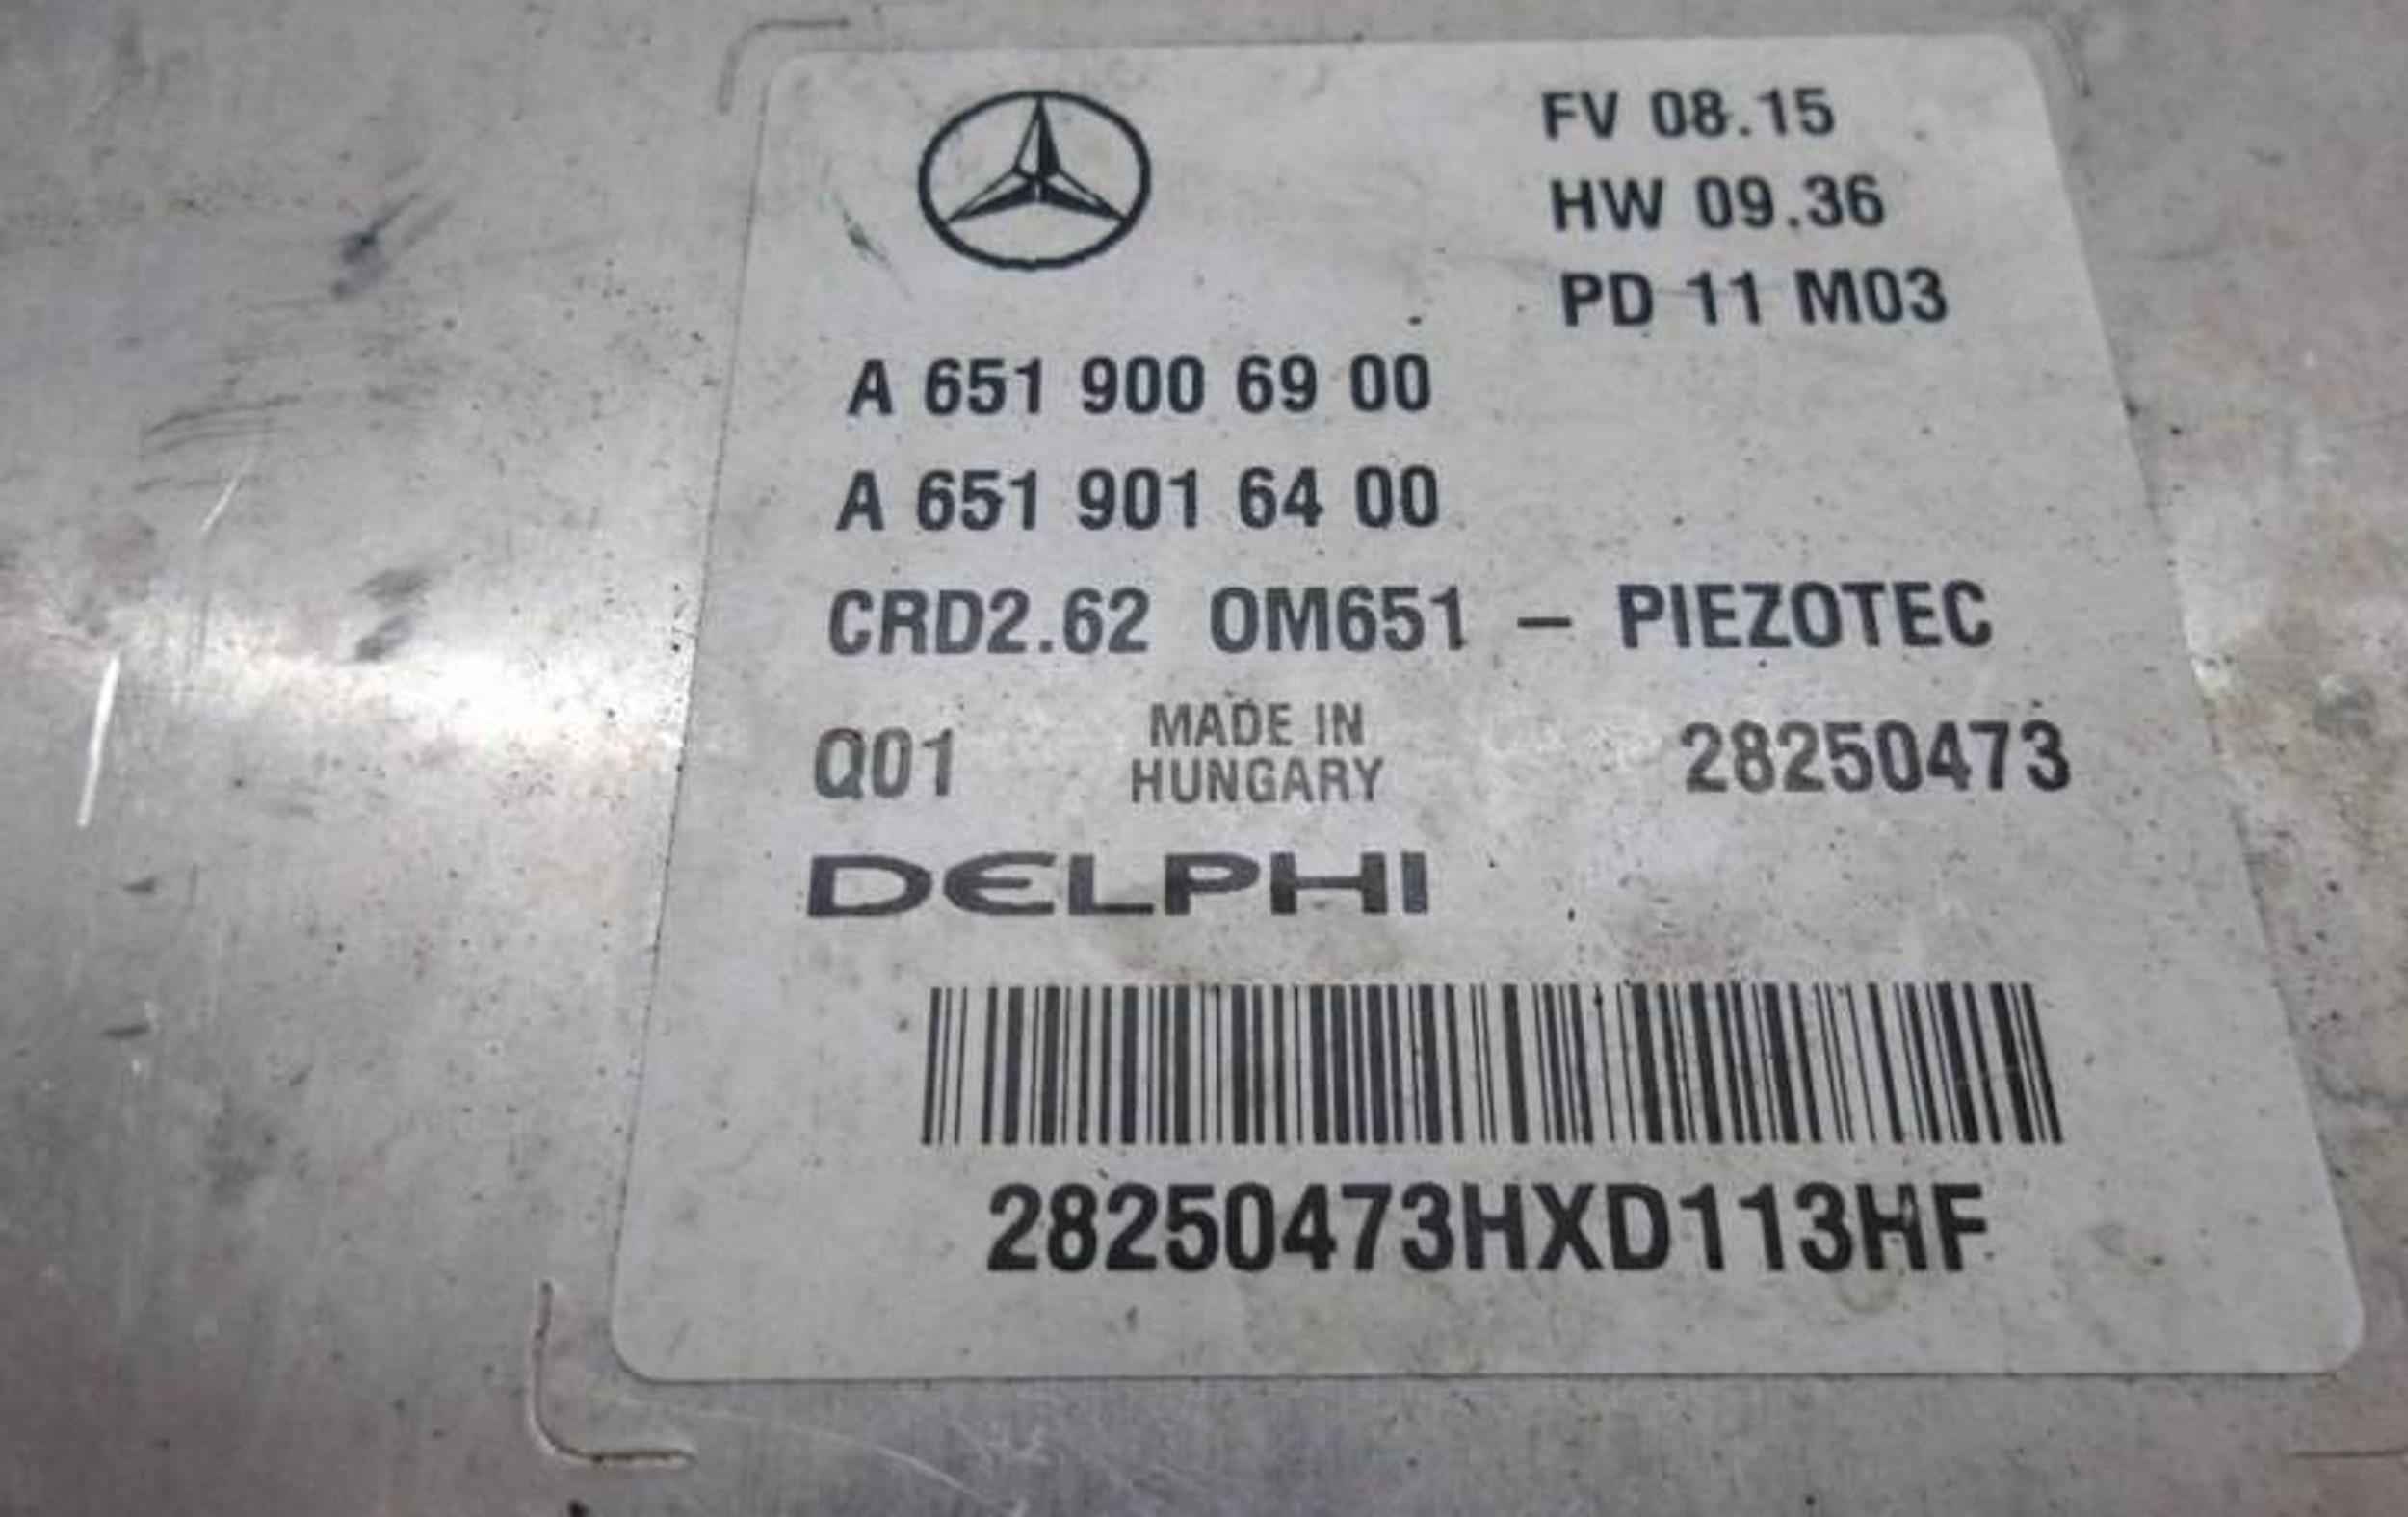 FV 08.15
HW 09.36
PD 11 M03
A 651 900 69 00
A 651 901 64 00
CRD2.62 OM651 – PIEZOTEC
Q01 MADE IN HUNGARY 28250473
DELPHI
28250473HXD113HF